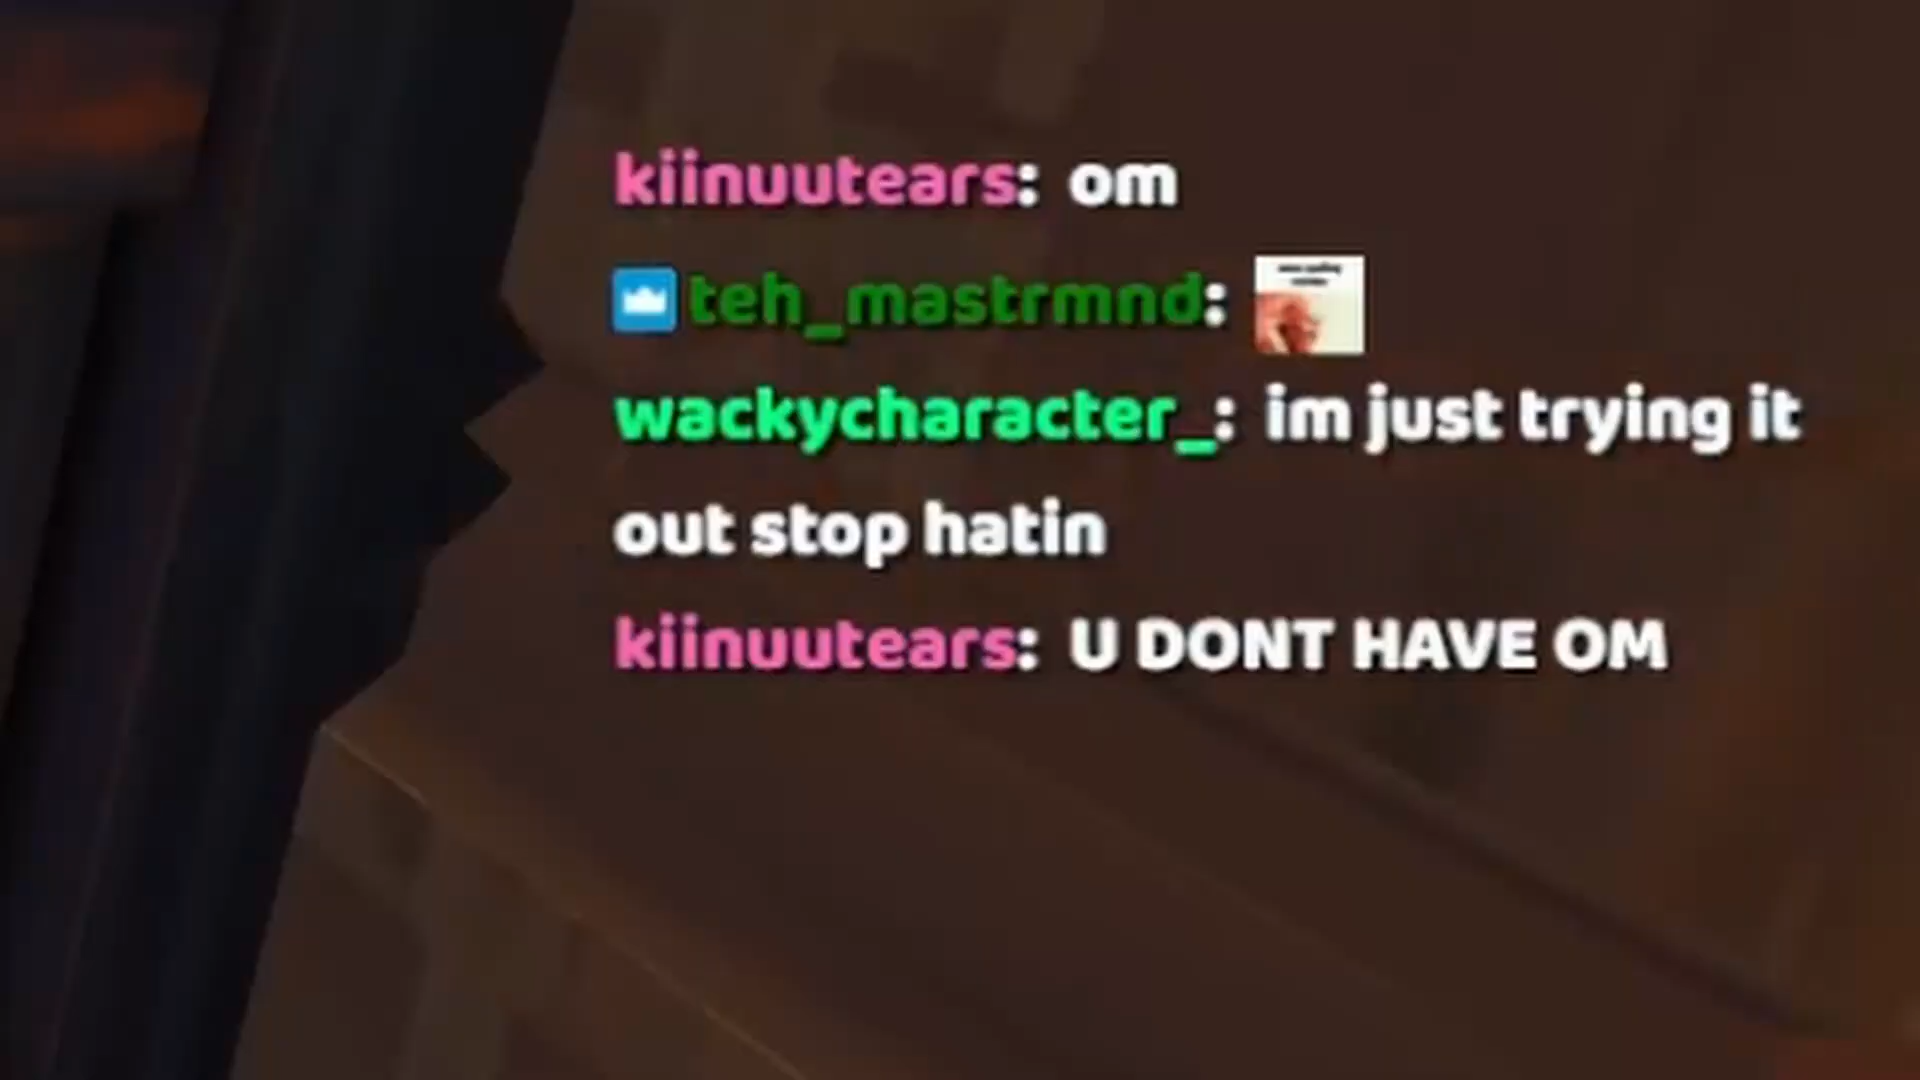 kiinuutears: om
teh_mastrmnd:
wackycharacter_: im just trying it
out stop hatin
kiinuutears: U DONT HAVE OM